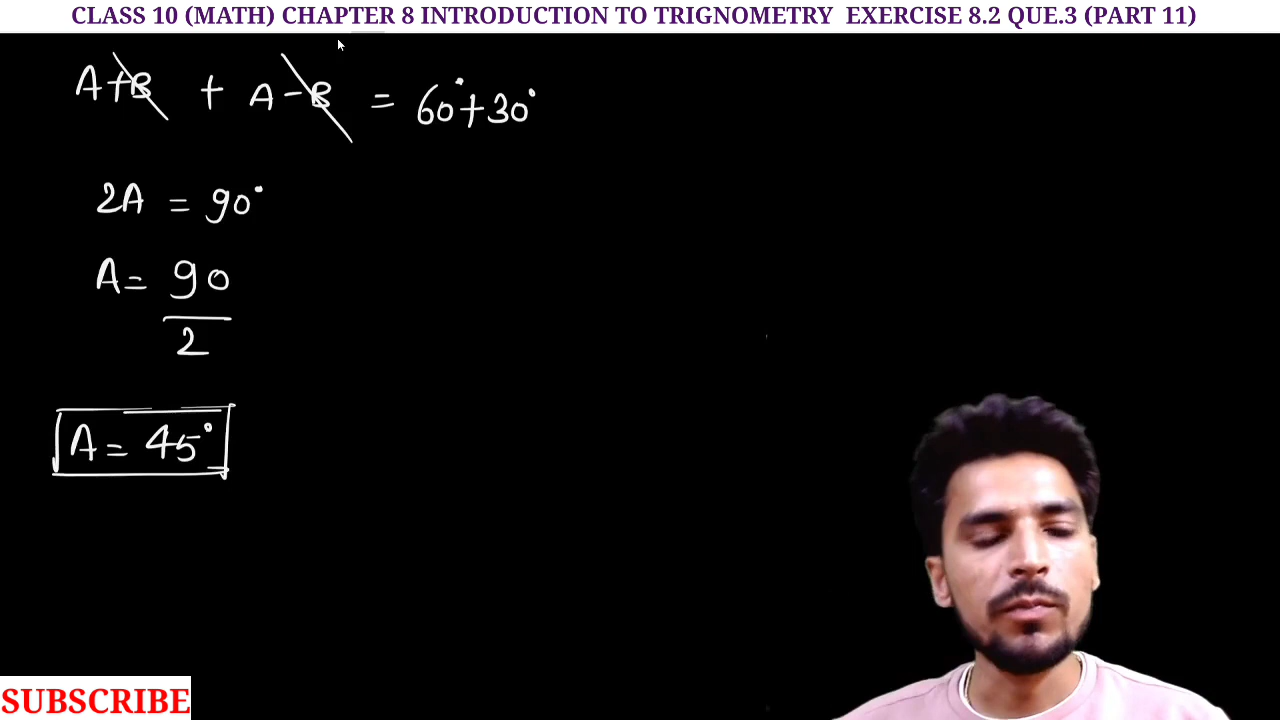 CLASS 10 (MATH) CHAPTER 8 INTRODUCTION TO TRIGNOMETRY EXERCISE 8.2 QUE.3 (PART 11)
A+B + A-B = 60°+30°
2A = 90°
A = 90
2
A = 45°
SUBSCRIBE